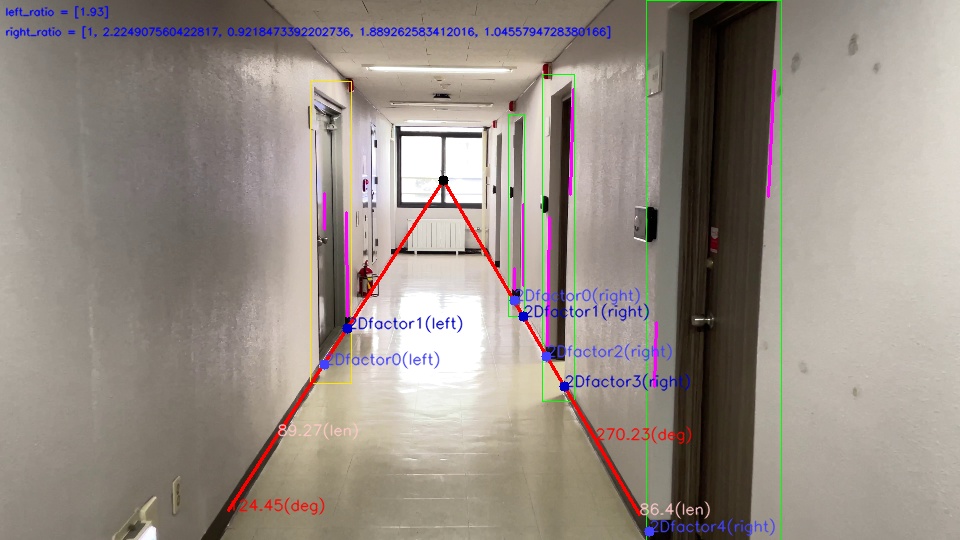 left_ratio = [1.93]
right_ratio = [1, 2.224907560422817, 0.9218473392202736, 1.889262583412016, 1.0455794728380166]
2Dfactor0(right)
2Dfactor1(right)
2Dfactor1(left)
2Dfactor2(right)
2Dfactor0(left)
2Dfactor3(right)
89.27(len)
270.23(deg)
124.45(deg)
86.4(len)
2Dfactor4(right)